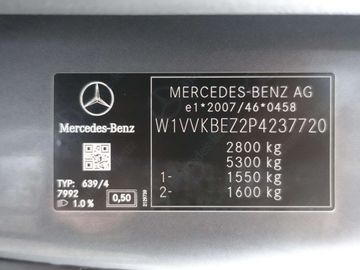 MERCEDES-BENZ AG
e1*2007/46*0458
W1VVKBEZ2P4237720
2800 kg
5300 kg
1- 1550 kg
2- 1600 kg
Mercedes-Benz
TYP: 639/4
7992
1.0 %
0,50